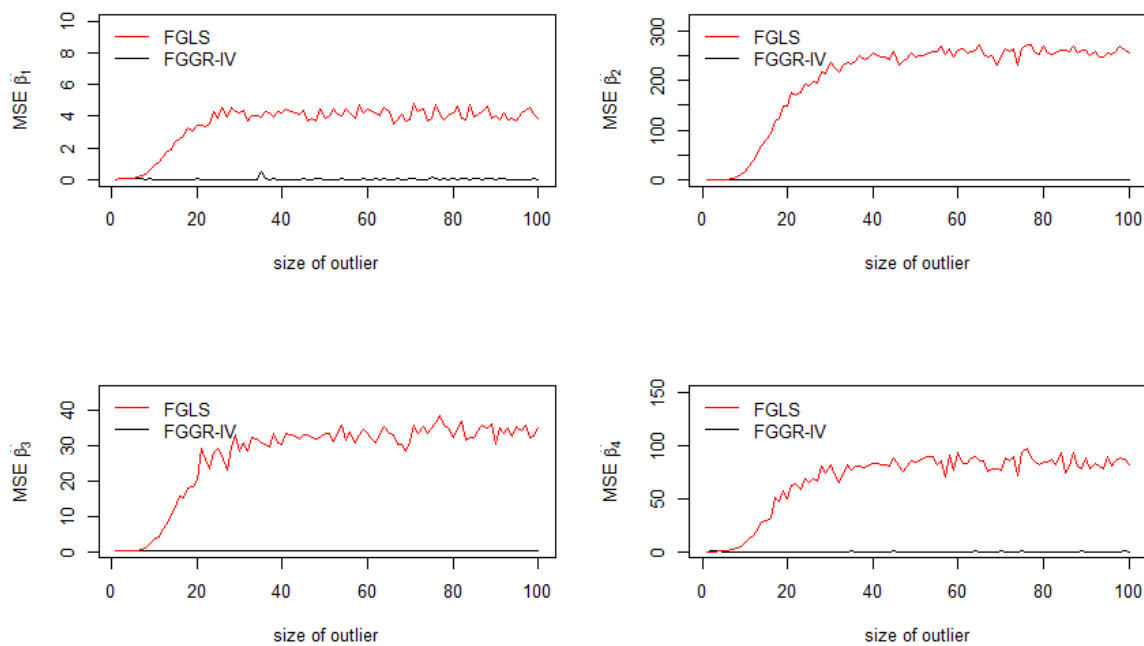 MSE β̈₁
10
8
6
4
2
0
FGLS
FGGR-IV
0 20 40 60 80 100
size of outlier
MSE β̈₂
300
200
100
0
FGLS
FGGR-IV
0 20 40 60 80 100
size of outlier
MSE β̈₃
40
30
20
10
0
FGLS
FGGR-IV
0 20 40 60 80 100
size of outlier
MSE β̈₄
150
100
50
0
FGLS
FGGR-IV
0 20 40 60 80 100
size of outlier